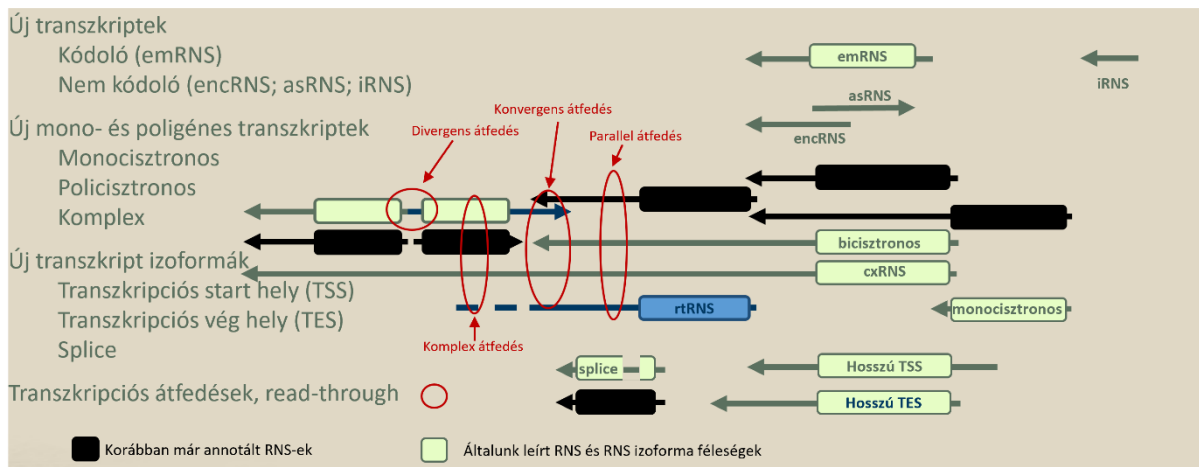 Új transzkriptek
Kódoló (emRNS)
Nem kódoló (encRNS; asRNS; iRNS)
emRNS
iRNS
asRNS
encRNS
Új mono- és poligénes transzkriptek
Monocisztronos
Policisztronos
Komplex
Divergens átfedés
Konvergens átfedés
Parallel átfedés
bicisztronos
cxRNS
Új transzkript izoformák
Transzkripciós start hely (TSS)
Transzkripciós vég hely (TES)
Splice
rtRNS
monocisztronos
Komplex átfedés
splice
Hosszú TSS
Hosszú TES
Transzkripciós átfedések, read-through
Korábban már annotált RNS-ek
Általunk leírt RNS és RNS izoforma féleségek